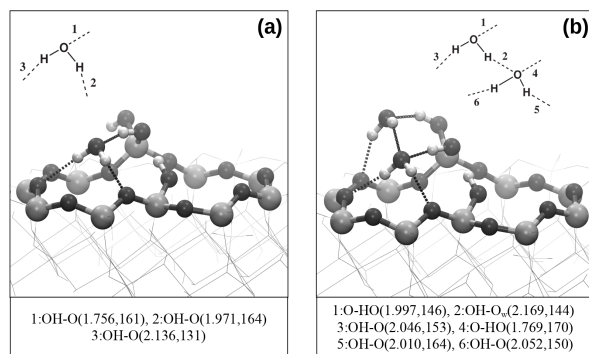 (a)
1
O
H
H
3
2
1:OH-O(1.756,161), 2:OH-O(1.971,164)
3:OH-O(2.136,131)
(b)
1
O
H
H
3
2
O
4
H
H
6
5
1:O-HO(1.997,146), 2:OH-Ow(2.169,144)
3:OH-O(2.046,153), 4:O-HO(1.769,170)
5:OH-O(2.010,164), 6:OH-O(2.052,150)